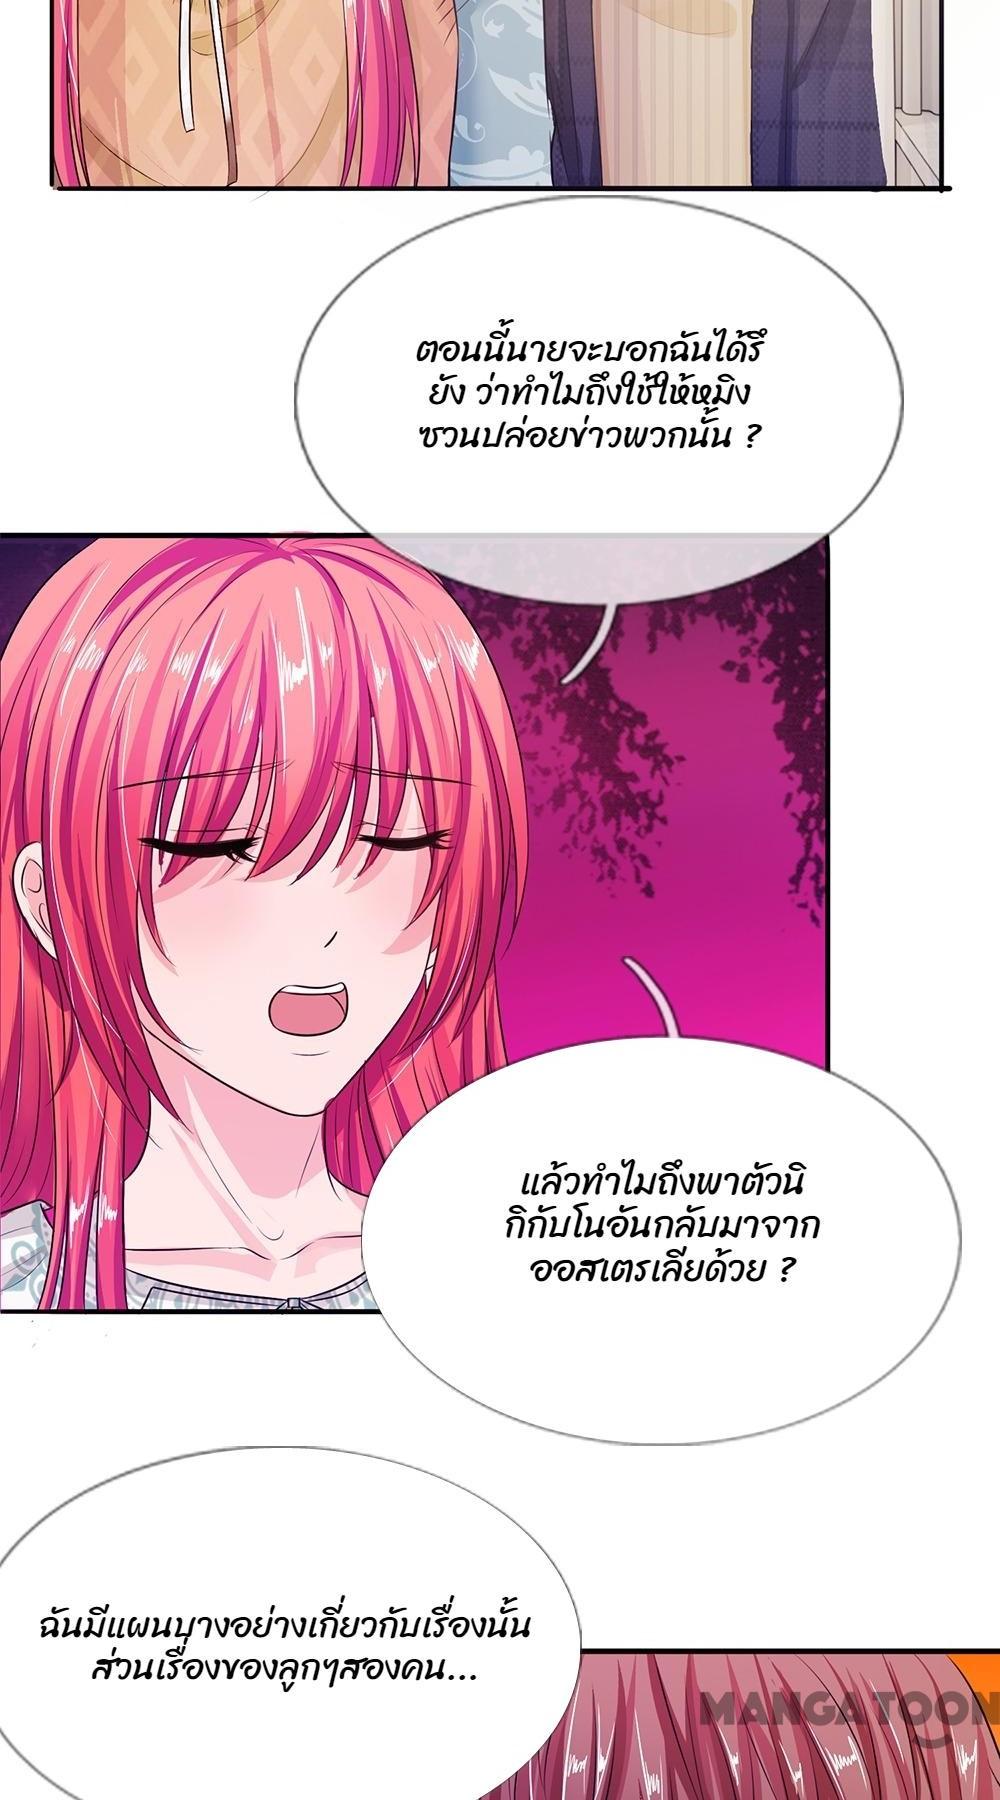 ตอนนี้นายจะบอกฉันได้รึ
ยัง ว่าทำไมถึงใช้ให้หมิง
ซวนปล่อยข่าวพวกนั้น ?
แล้วทำไมถึงพาตัวนิ
กิกับโนอันกลับมาจาก
ออสเตรเลียด้วย ?
ฉันมีแผนบางอย่างเกี่ยวกับเรื่องนั้น
ส่วนเรื่องของลูกๆสองคน...
MANGATOON